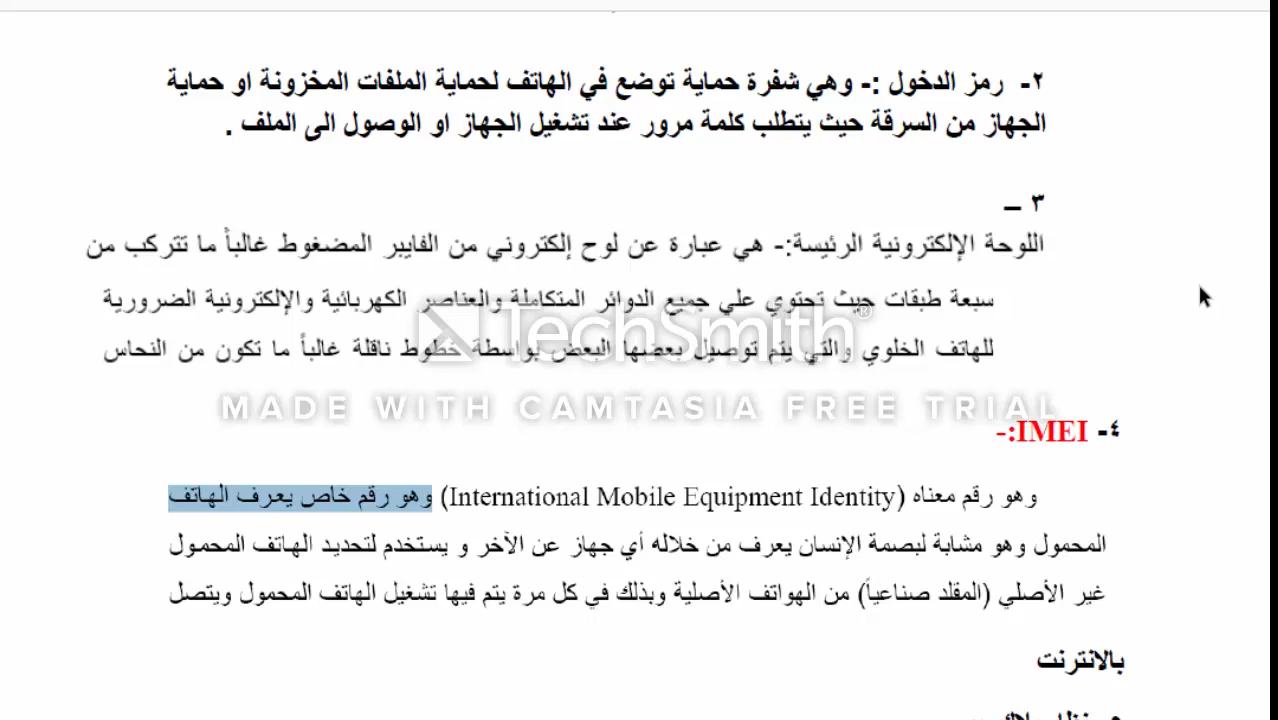 ٢- رمز الدخول :- وهي شفرة حماية توضع في الهاتف لحماية الملفات المخزونة او حماية
الجهاز من السرقة حيث يتطلب كلمة مرور عند تشغيل الجهاز او الوصول الى الملف .
٣ –
اللوحة الإلكترونية الرئيسة:- هي عبارة عن لوح إلكتروني من الفايبر المضغوط غالباً ما تتركب من
سبعة طبقات حيث تحتوي علي جميع الدوائر المتكاملة والعناصر الكهربائية والإلكترونية الضرورية
للهاتف الخلوي والتي يتم توصيل بعضها البعض بواسطة خطوط ناقلة غالباً ما تكون من النحاس
TechSmith®
MADE WITH CAMTASIA FREE TRIAL
٤- IMEI:-
وهو رقم معناه (International Mobile Equipment Identity) وهو رقم خاص يعرف الهاتف
المحمول وهو مشابة لبصمة الإنسان يعرف من خلاله أي جهاز عن الآخر و يستخدم لتحديد الهاتف المحمول
غير الأصلي (المقلد صناعياً) من الهواتف الأصلية وبذلك في كل مرة يتم فيها تشغيل الهاتف المحمول ويتصل
بالانترنت